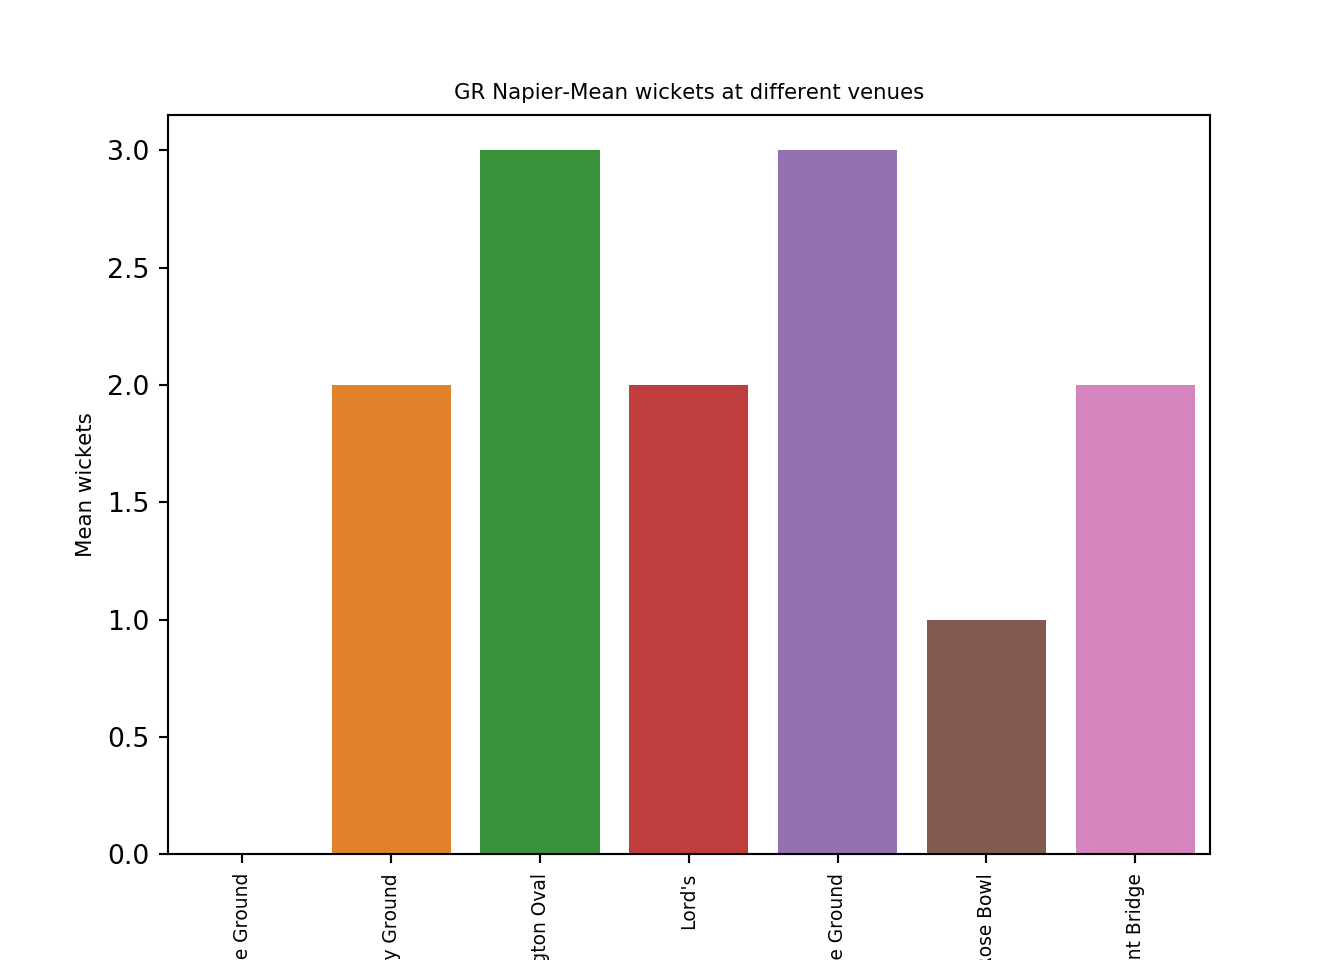 GR Napier-Mean wickets at different venues
Mean wickets
3.0
2.5
2.0
1.5
1.0
0.5
0.0
e Ground
y Ground
gton Oval
Lord's
e Ground
Bowl
nt Bridge